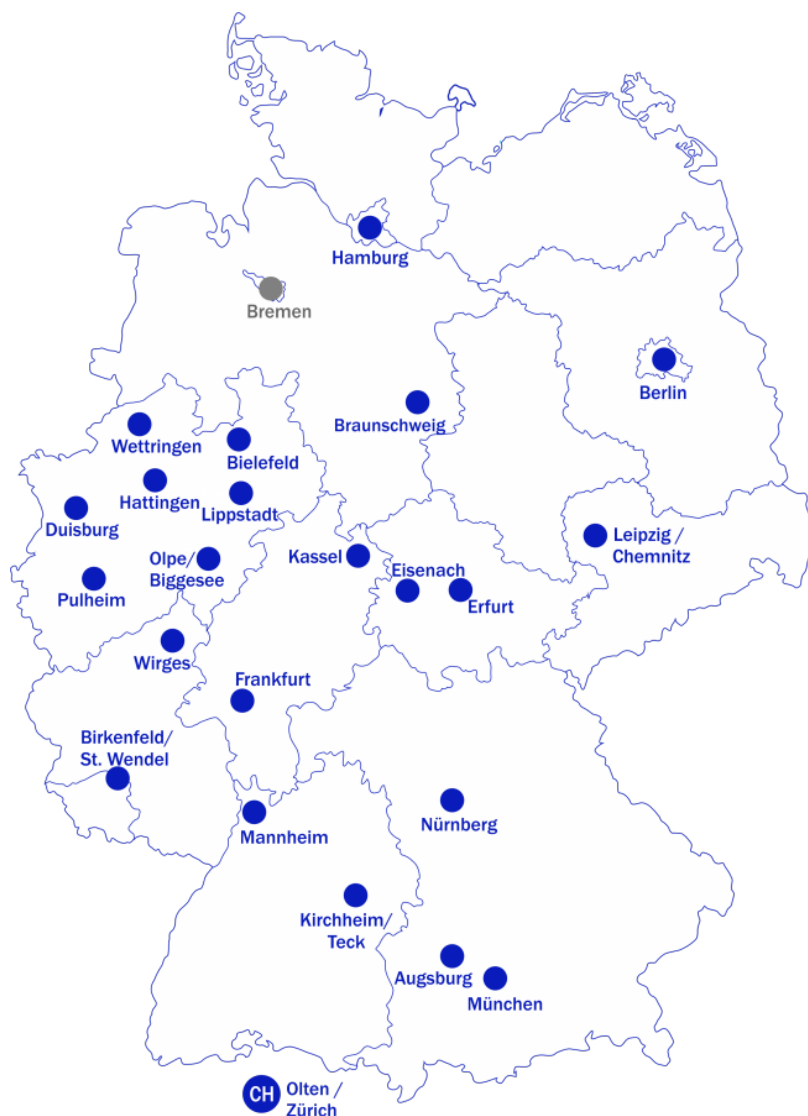 Hamburg
Bremen
Berlin
Braunschweig
Wettringen
Bielefeld
Hattingen
Lippstadt
Duisburg
Leipzig /
Chemnitz
Olpe/
Biggesee
Kassel
Eisenach
Erfurt
Pulheim
Wirges
Frankfurt
Birkenfeld/
St. Wendel
Mannheim
Nürnberg
Kirchheim/
Teck
Augsburg
München
CH
Olten /
Zürich